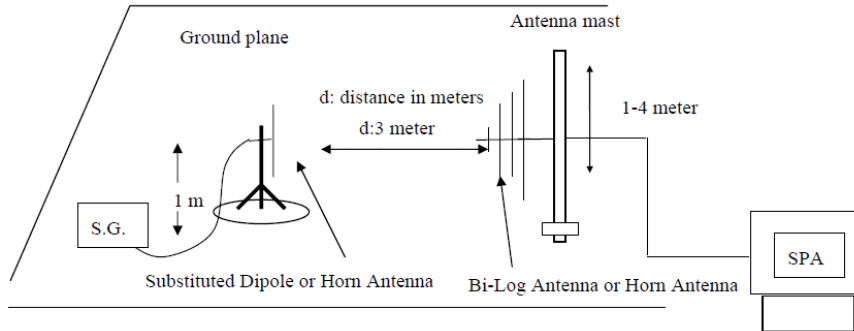 Antenna mast
Ground plane
d: distance in meters
d:3 meter
1-4 meter
1 m
S.G.
SPA
Substituted Dipole or Horn Antenna
Bi-Log Antenna or Horn Antenna